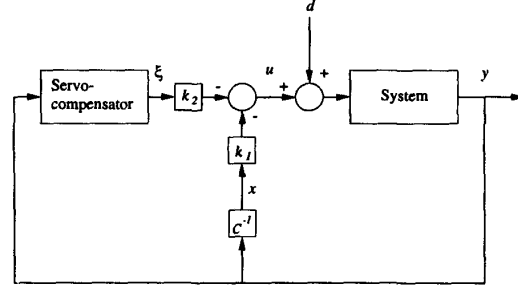 d
Servo-
compensator
ξ
k2
-
-
u
+
+
System
y
k1
x
C^-1